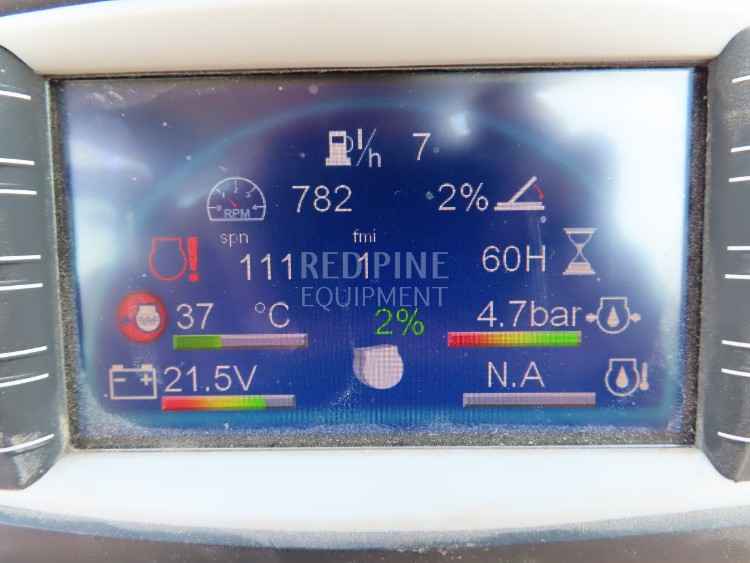 l/h 7
RPM 782 2%
spn fmi
111 1 60H
REDPINE
EQUIPMENT
37 °C 2% 4.7bar
21.5V N.A